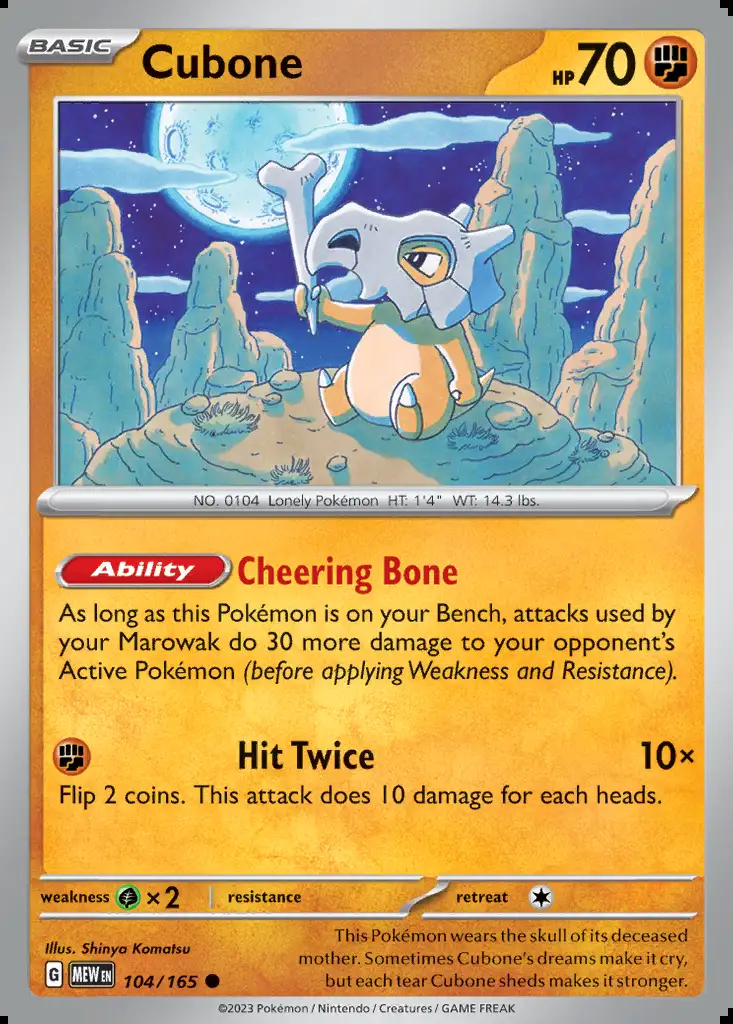 BASIC
Cubone
HP 70
NO. 0104 Lonely Pokémon HT: 1'4" WT: 14.3 lbs.
Ability Cheering Bone
As long as this Pokémon is on your Bench, attacks used by
your Marowak do 30 more damage to your opponent's
Active Pokémon (before applying Weakness and Resistance).
Hit Twice 10×
Flip 2 coins. This attack does 10 damage for each heads.
weakness ×2 resistance retreat
Illus. Shinya Komatsu
G MEW EN 104/165
This Pokémon wears the skull of its deceased
mother. Sometimes Cubone's dreams make it cry,
but each tear Cubone sheds makes it stronger.
©2023 Pokémon / Nintendo / Creatures / GAME FREAK